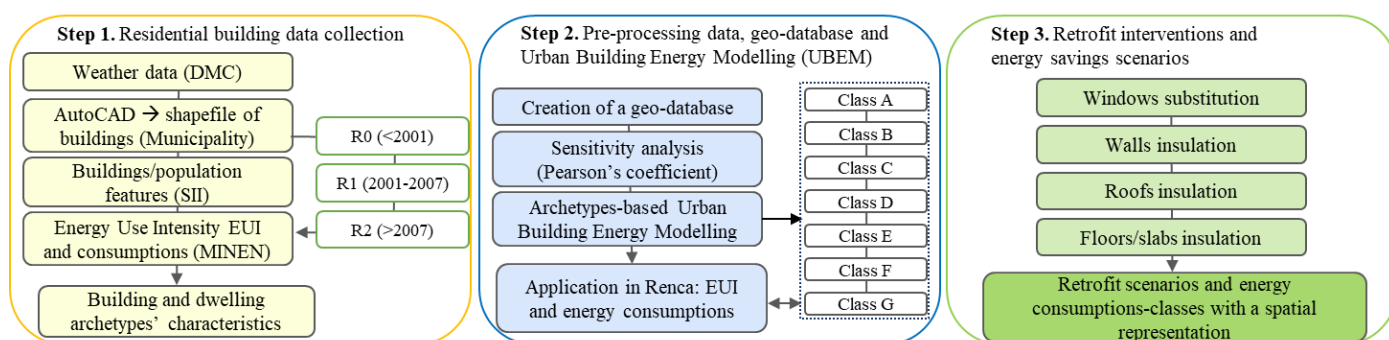 Step 1. Residential building data collection
Weather data (DMC)
AutoCAD → shapefile of
buildings (Municipality)
Buildings/population
features (SII)
Energy Use Intensity EUI
and consumptions (MINEN)
Building and dwelling
archetypes' characteristics
R0 (<2001)
R1 (2001-2007)
R2 (>2007)
Step 2. Pre-processing data, geo-database and
Urban Building Energy Modelling (UBEM)
Creation of a geo-database
Sensitivity analysis
(Pearson's coefficient)
Archetypes-based Urban
Building Energy Modelling
Application in Renca: EUI
and energy consumptions
Class A
Class B
Class C
Class D
Class E
Class F
Class G
Step 3. Retrofit interventions and
energy savings scenarios
Windows substitution
Walls insulation
Roofs insulation
Floors/slabs insulation
Retrofit scenarios and energy
consumptions-classes with a spatial
representation